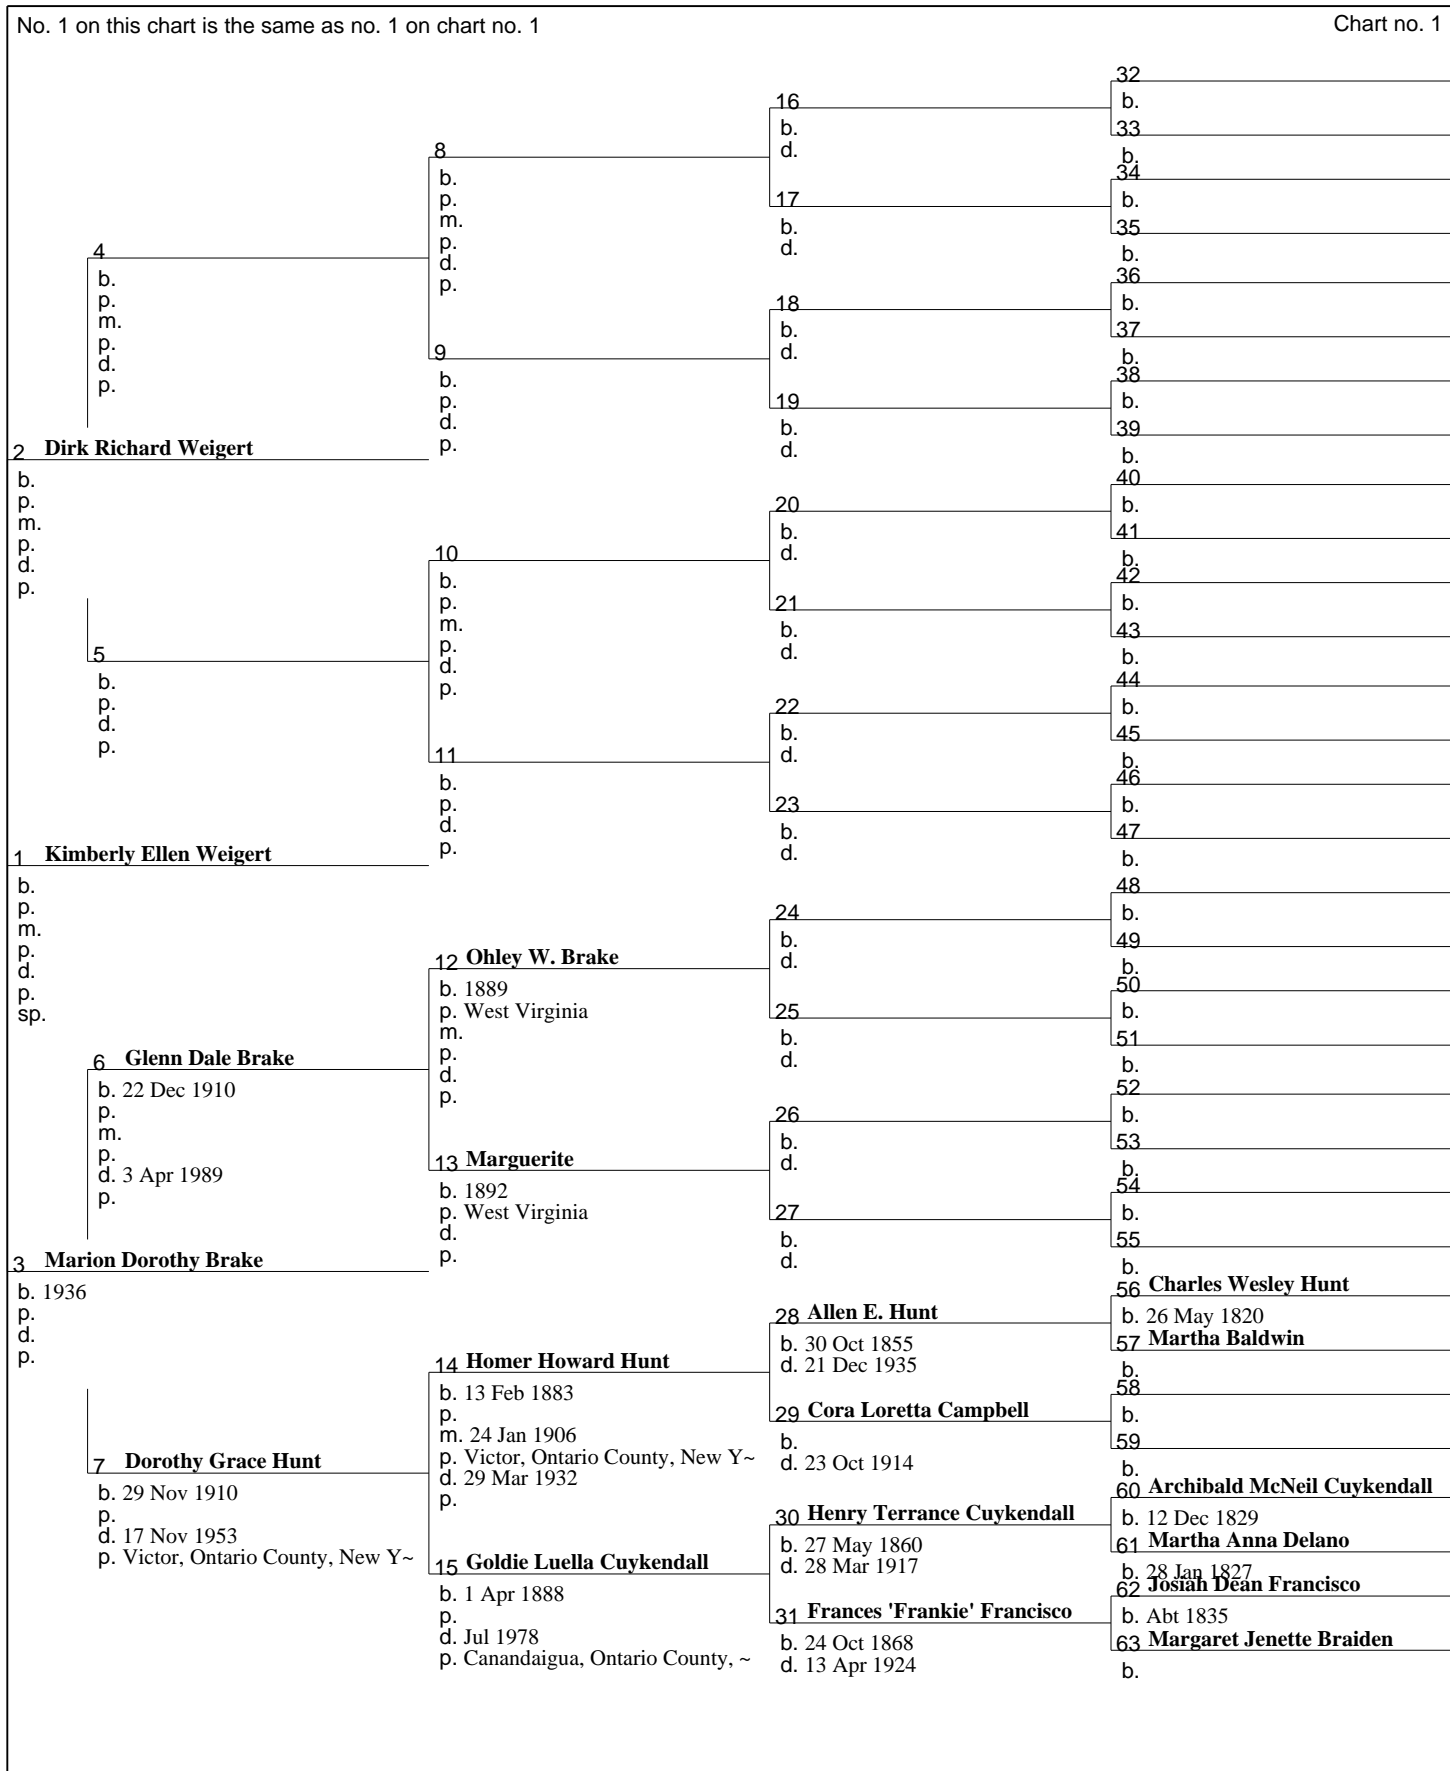 No. 1 on this chart is the same as no. 1 on chart no. 1
Chart no. 1
2 Dirk Richard Weigert
b.
p.
m.
p.
d.
p.
1 Kimberly Ellen Weigert
b.
p.
m.
p.
d.
p.
sp.
3 Marion Dorothy Brake
b. 1936
p.
d.
p.
4
b.
p.
m.
p.
d.
p.
5
b.
p.
d.
p.
6 Glenn Dale Brake
b. 22 Dec 1910
p.
m.
p.
d. 3 Apr 1989
p.
7 Dorothy Grace Hunt
b. 29 Nov 1910
p.
d. 17 Nov 1953
p. Victor, Ontario County, New Y~
8
b.
p.
m.
p.
d.
p.
9
b.
p.
d.
p.
10
b.
p.
m.
p.
d.
p.
11
b.
p.
d.
p.
12 Ohley W. Brake
b. 1889
p. West Virginia
m.
p.
d.
p.
13 Marguerite
b. 1892
p. West Virginia
d.
p.
14 Homer Howard Hunt
b. 13 Feb 1883
p.
m. 24 Jan 1906
p. Victor, Ontario County, New Y~
d. 29 Mar 1932
p.
15 Goldie Luella Cuykendall
b. 1 Apr 1888
p.
d. Jul 1978
p. Canandaigua, Ontario County, ~
16
b.
d.
17
b.
d.
18
b.
d.
19
b.
d.
20
b.
d.
21
b.
d.
22
b.
d.
23
b.
d.
24
b.
d.
25
b.
d.
26
b.
d.
27
b.
d.
28 Allen E. Hunt
b. 30 Oct 1855
d. 21 Dec 1935
29 Cora Loretta Campbell
b.
d. 23 Oct 1914
30 Henry Terrance Cuykendall
b. 27 May 1860
d. 28 Mar 1917
31 Frances 'Frankie' Francisco
b. 24 Oct 1868
d. 13 Apr 1924
32
b.
33
b.
34
b.
35
b.
36
b.
37
b.
38
b.
39
b.
40
b.
41
b.
42
b.
43
b.
44
b.
45
b.
46
b.
47
b.
48
b.
49
b.
50
b.
51
b.
52
b.
53
b.
54
b.
55
b.
56 Charles Wesley Hunt
b. 26 May 1820
57 Martha Baldwin
b.
58
b.
59
b.
60 Archibald McNeil Cuykendall
b. 12 Dec 1829
61 Martha Anna Delano
b. 28 Jan 1827
62 Josiah Dean Francisco
b. Abt 1835
63 Margaret Jenette Braiden
b.